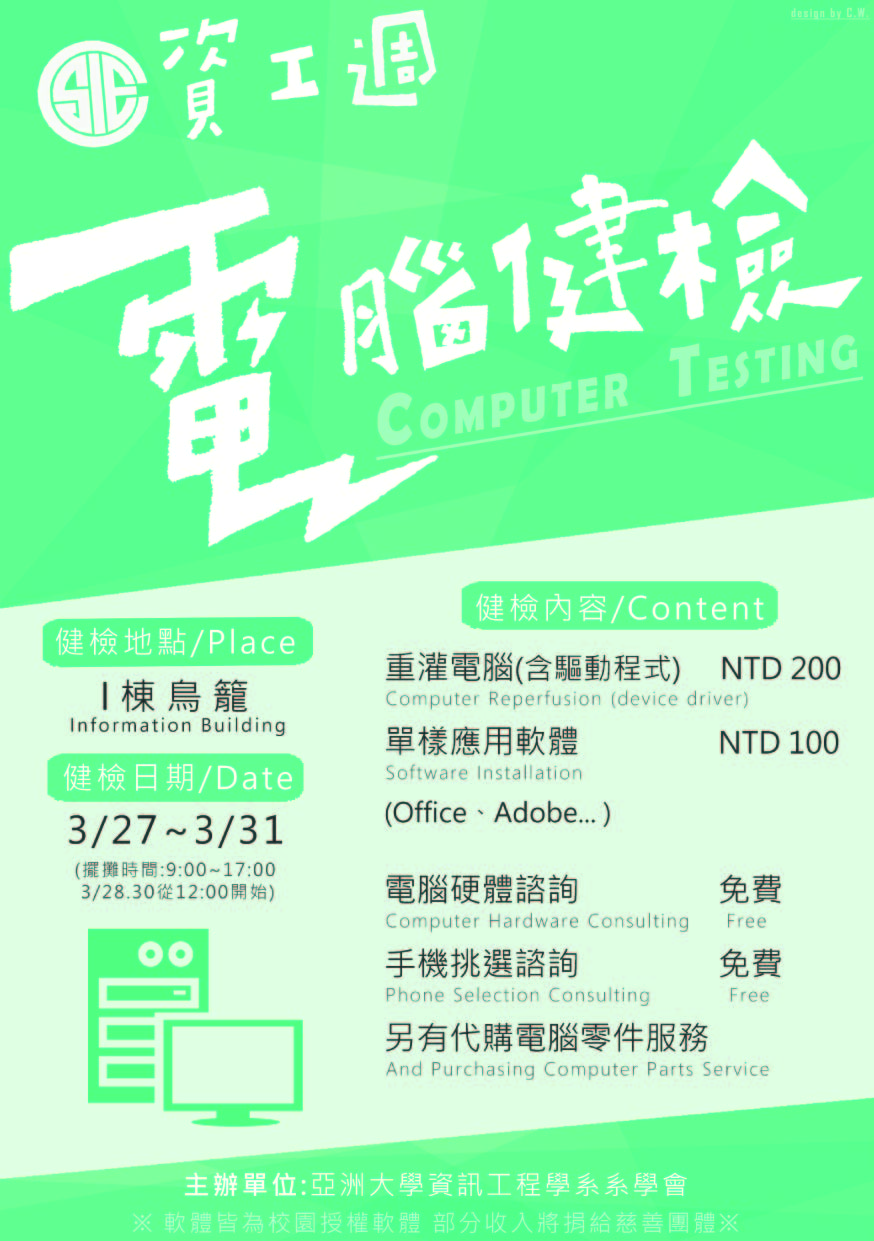 design by C.W.
資工週
電腦健檢
COMPUTER TESTING
健檢地點/Place
I棟鳥籠
Information Building
健檢日期/Date
3/27~3/31
(擺攤時間:9:00~17:00
3/28.30從12:00開始)
健檢內容/Content
重灌電腦(含驅動程式) NTD 200
Computer Reperfusion (device driver)
單樣應用軟體 NTD 100
Software Installation
(Office、Adobe...)
電腦硬體諮詢 免費
Computer Hardware Consulting Free
手機挑選諮詢 免費
Phone Selection Consulting Free
另有代購電腦零件服務
And Purchasing Computer Parts Service
主辦單位:亞洲大學資訊工程學系系學會
※ 軟體皆為校園授權軟體 部分收入將捐給慈善團體※